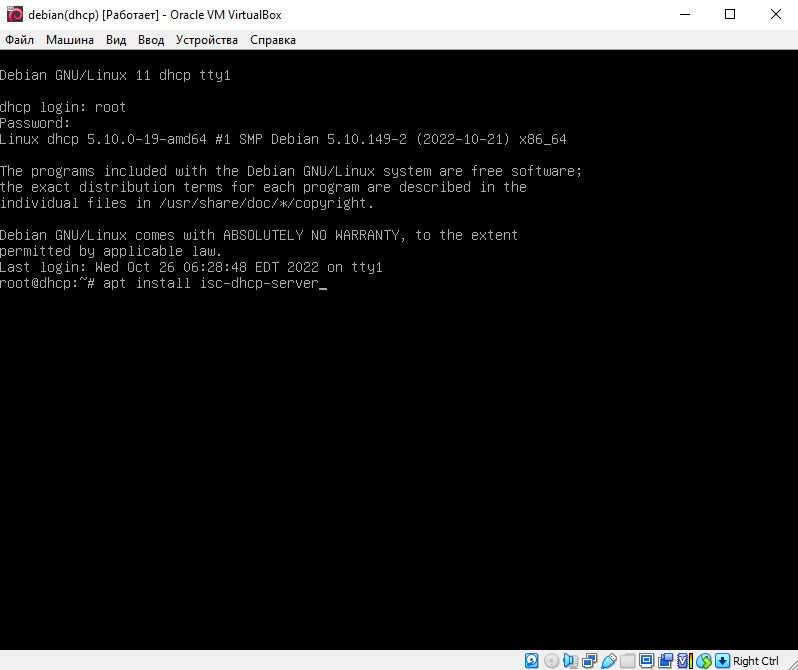 debian(dhcp) [Работает] - Oracle VM VirtualBox
Файл Машина Вид Ввод Устройства Справка
Debian GNU/Linux 11 dhcp tty1
dhcp login: root
Password:
Linux dhcp 5.10.0-19-amd64 #1 SMP Debian 5.10.149-2 (2022-10-21) x86_64
The programs included with the Debian GNU/Linux system are free software;
the exact distribution terms for each program are described in the
individual files in /usr/share/doc/*/copyright.
Debian GNU/Linux comes with ABSOLUTELY NO WARRANTY, to the extent
permitted by applicable law.
Last login: Wed Oct 26 06:28:48 EDT 2022 on tty1
root@dhcp:~# apt install isc-dhcp-server_
Right Ctrl